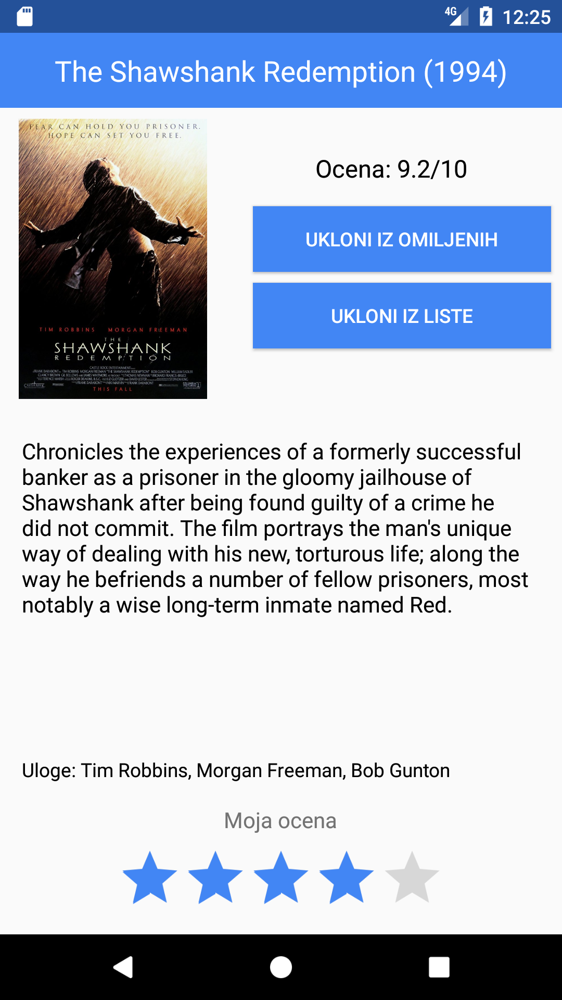 4G 12:25
The Shawshank Redemption (1994)
FEAR CAN HOLD YOU PRISONER.
HOPE CAN SET YOU FREE.
TIM ROBBINS MORGAN FREEMAN
THE
SHAWSHANK
REDEMPTION
CASTLE ROCK ENTERTAINMENT
THIS FALL
Ocena: 9.2/10
UKLONI IZ OMILJENIH
UKLONI IZ LISTE
Chronicles the experiences of a formerly successful
banker as a prisoner in the gloomy jailhouse of
Shawshank after being found guilty of a crime he
did not commit. The film portrays the man's unique
way of dealing with his new, torturous life; along the
way he befriends a number of fellow prisoners, most
notably a wise long-term inmate named Red.
Uloge: Tim Robbins, Morgan Freeman, Bob Gunton
Moja ocena